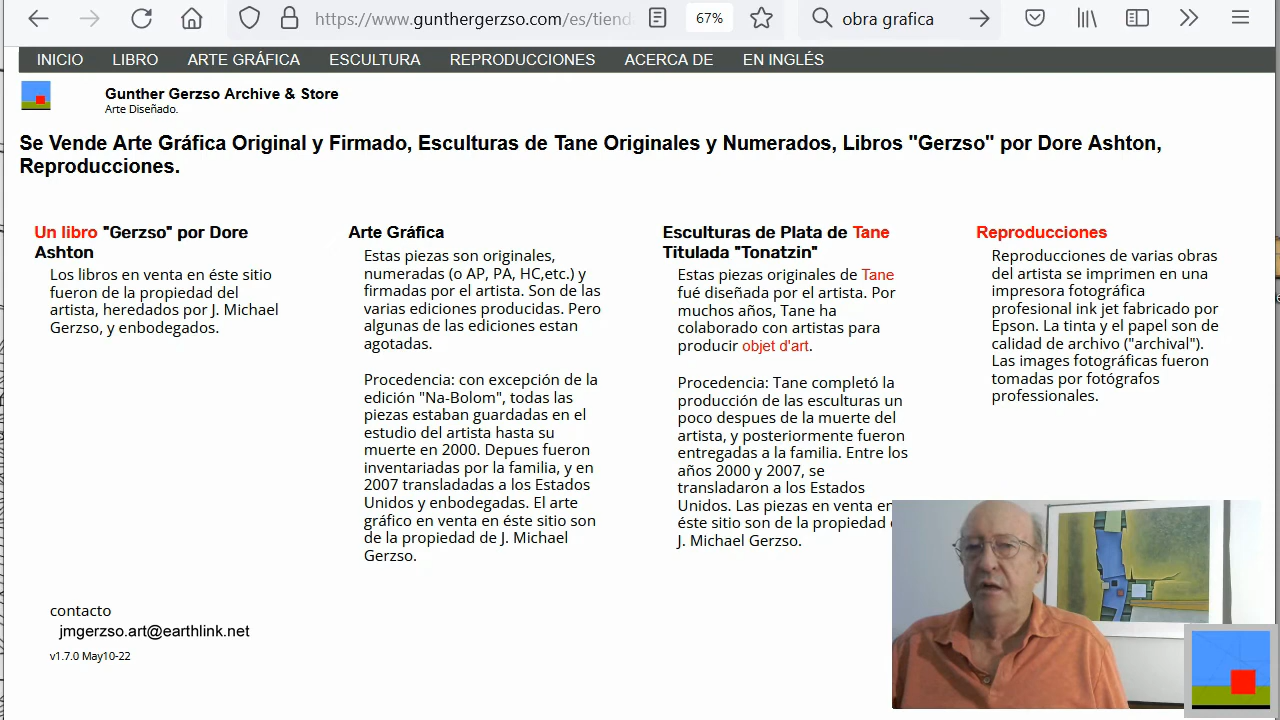 https://www.gunthergerzso.com/es/tiend
67%
obra grafica
INICIO LIBRO ARTE GRÁFICA ESCULTURA REPRODUCCIONES ACERCA DE EN INGLÉS
Gunther Gerzso Archive & Store
Arte Diseñado.
Se Vende Arte Gráfica Original y Firmado, Esculturas de Tane Originales y Numerados, Libros "Gerzso" por Dore Ashton,
Reproducciones.
Un libro "Gerzso" por Dore
Ashton
Los libros en venta en éste sitio
fueron de la propiedad del
artista, heredados por J. Michael
Gerzso, y enbodegados.
Arte Gráfica
Estas piezas son originales,
numeradas (o AP, PA, HC,etc.) y
firmadas por el artista. Son de las
varias ediciones producidas. Pero
algunas de las ediciones estan
agotadas.
Procedencia: con excepción de la
edición "Na-Bolom", todas las
piezas estaban guardadas en el
estudio del artista hasta su
muerte en 2000. Depues fueron
inventariadas por la familia, y en
2007 transladadas a los Estados
Unidos y enbodegadas. El arte
gráfico en venta en éste sitio son
de la propiedad de J. Michael
Gerzso.
Esculturas de Plata de Tane
Titulada "Tonatzin"
Estas piezas originales de Tane
fué diseñada por el artista. Por
muchos años, Tane ha
colaborado con artistas para
producir objet d'art.
Procedencia: Tane completó la
producción de las esculturas un
poco despues de la muerte del
artista, y posteriormente fueron
entregadas a la familia. Entre los
años 2000 y 2007, se
transladaron a los Estados
Unidos. Las piezas en venta en
éste sitio son de la propiedad
J. Michael Gerzso.
Reproducciones
Reproducciones de varias obras
del artista se imprimen en una
impresora fotográfica
profesional ink jet fabricado por
Epson. La tinta y el papel son de
calidad de archivo ("archival").
Las images fotográficas fueron
tomadas por fotógrafos
professionales.
contacto
jmgerzso.art@earthlink.net
v1.7.0 May10-22